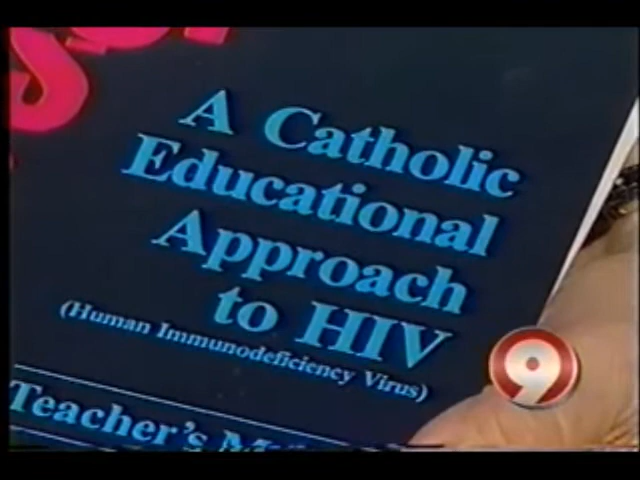 A Catholic
Educational
Approach
to HIV
(Human Immunodeficiency Virus)
Teacher's
9